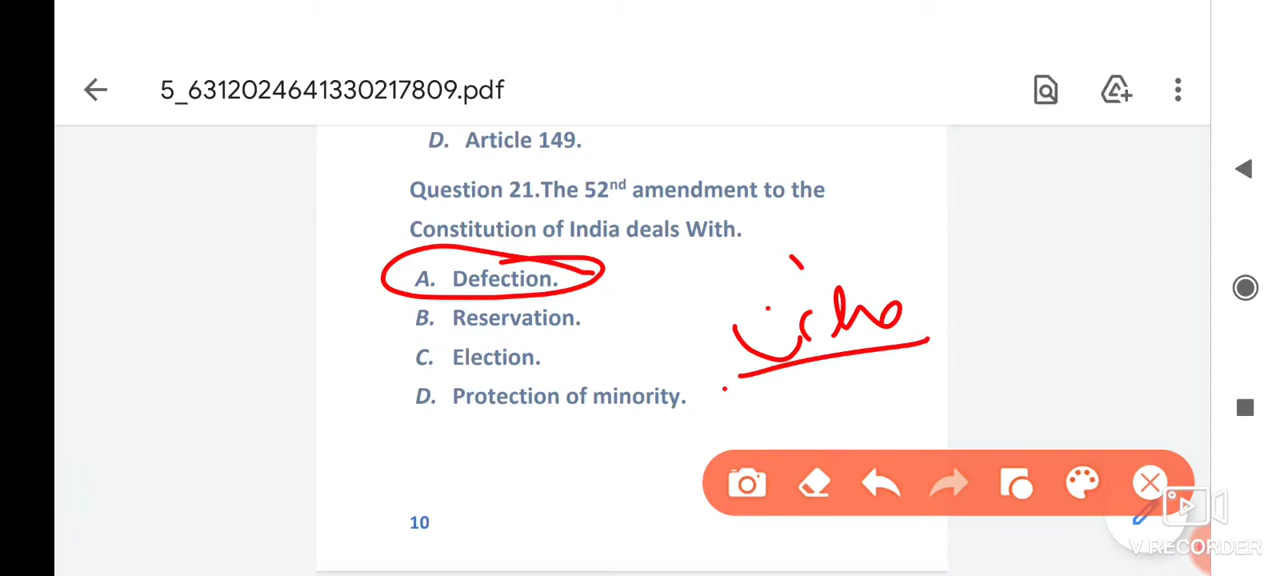 5_6312024641330217809.pdf
D. Article 149.
Question 21.The 52nd amendment to the
Constitution of India deals With.
A. Defection.
B. Reservation.
C. Election.
D. Protection of minority.
10
V RECORDER